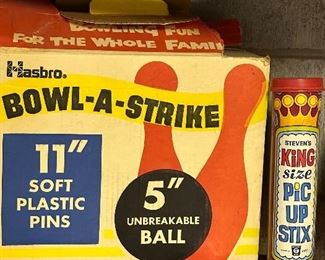 BOWLING FUN
FOR THE WHOLE FAMI
Hasbro®
BOWL-A-STRIKE
11"
SOFT
PLASTIC
PINS
5"
UNBREAKABLE
BALL
STEVEN'S
KING
size
PiC
UP
STIX